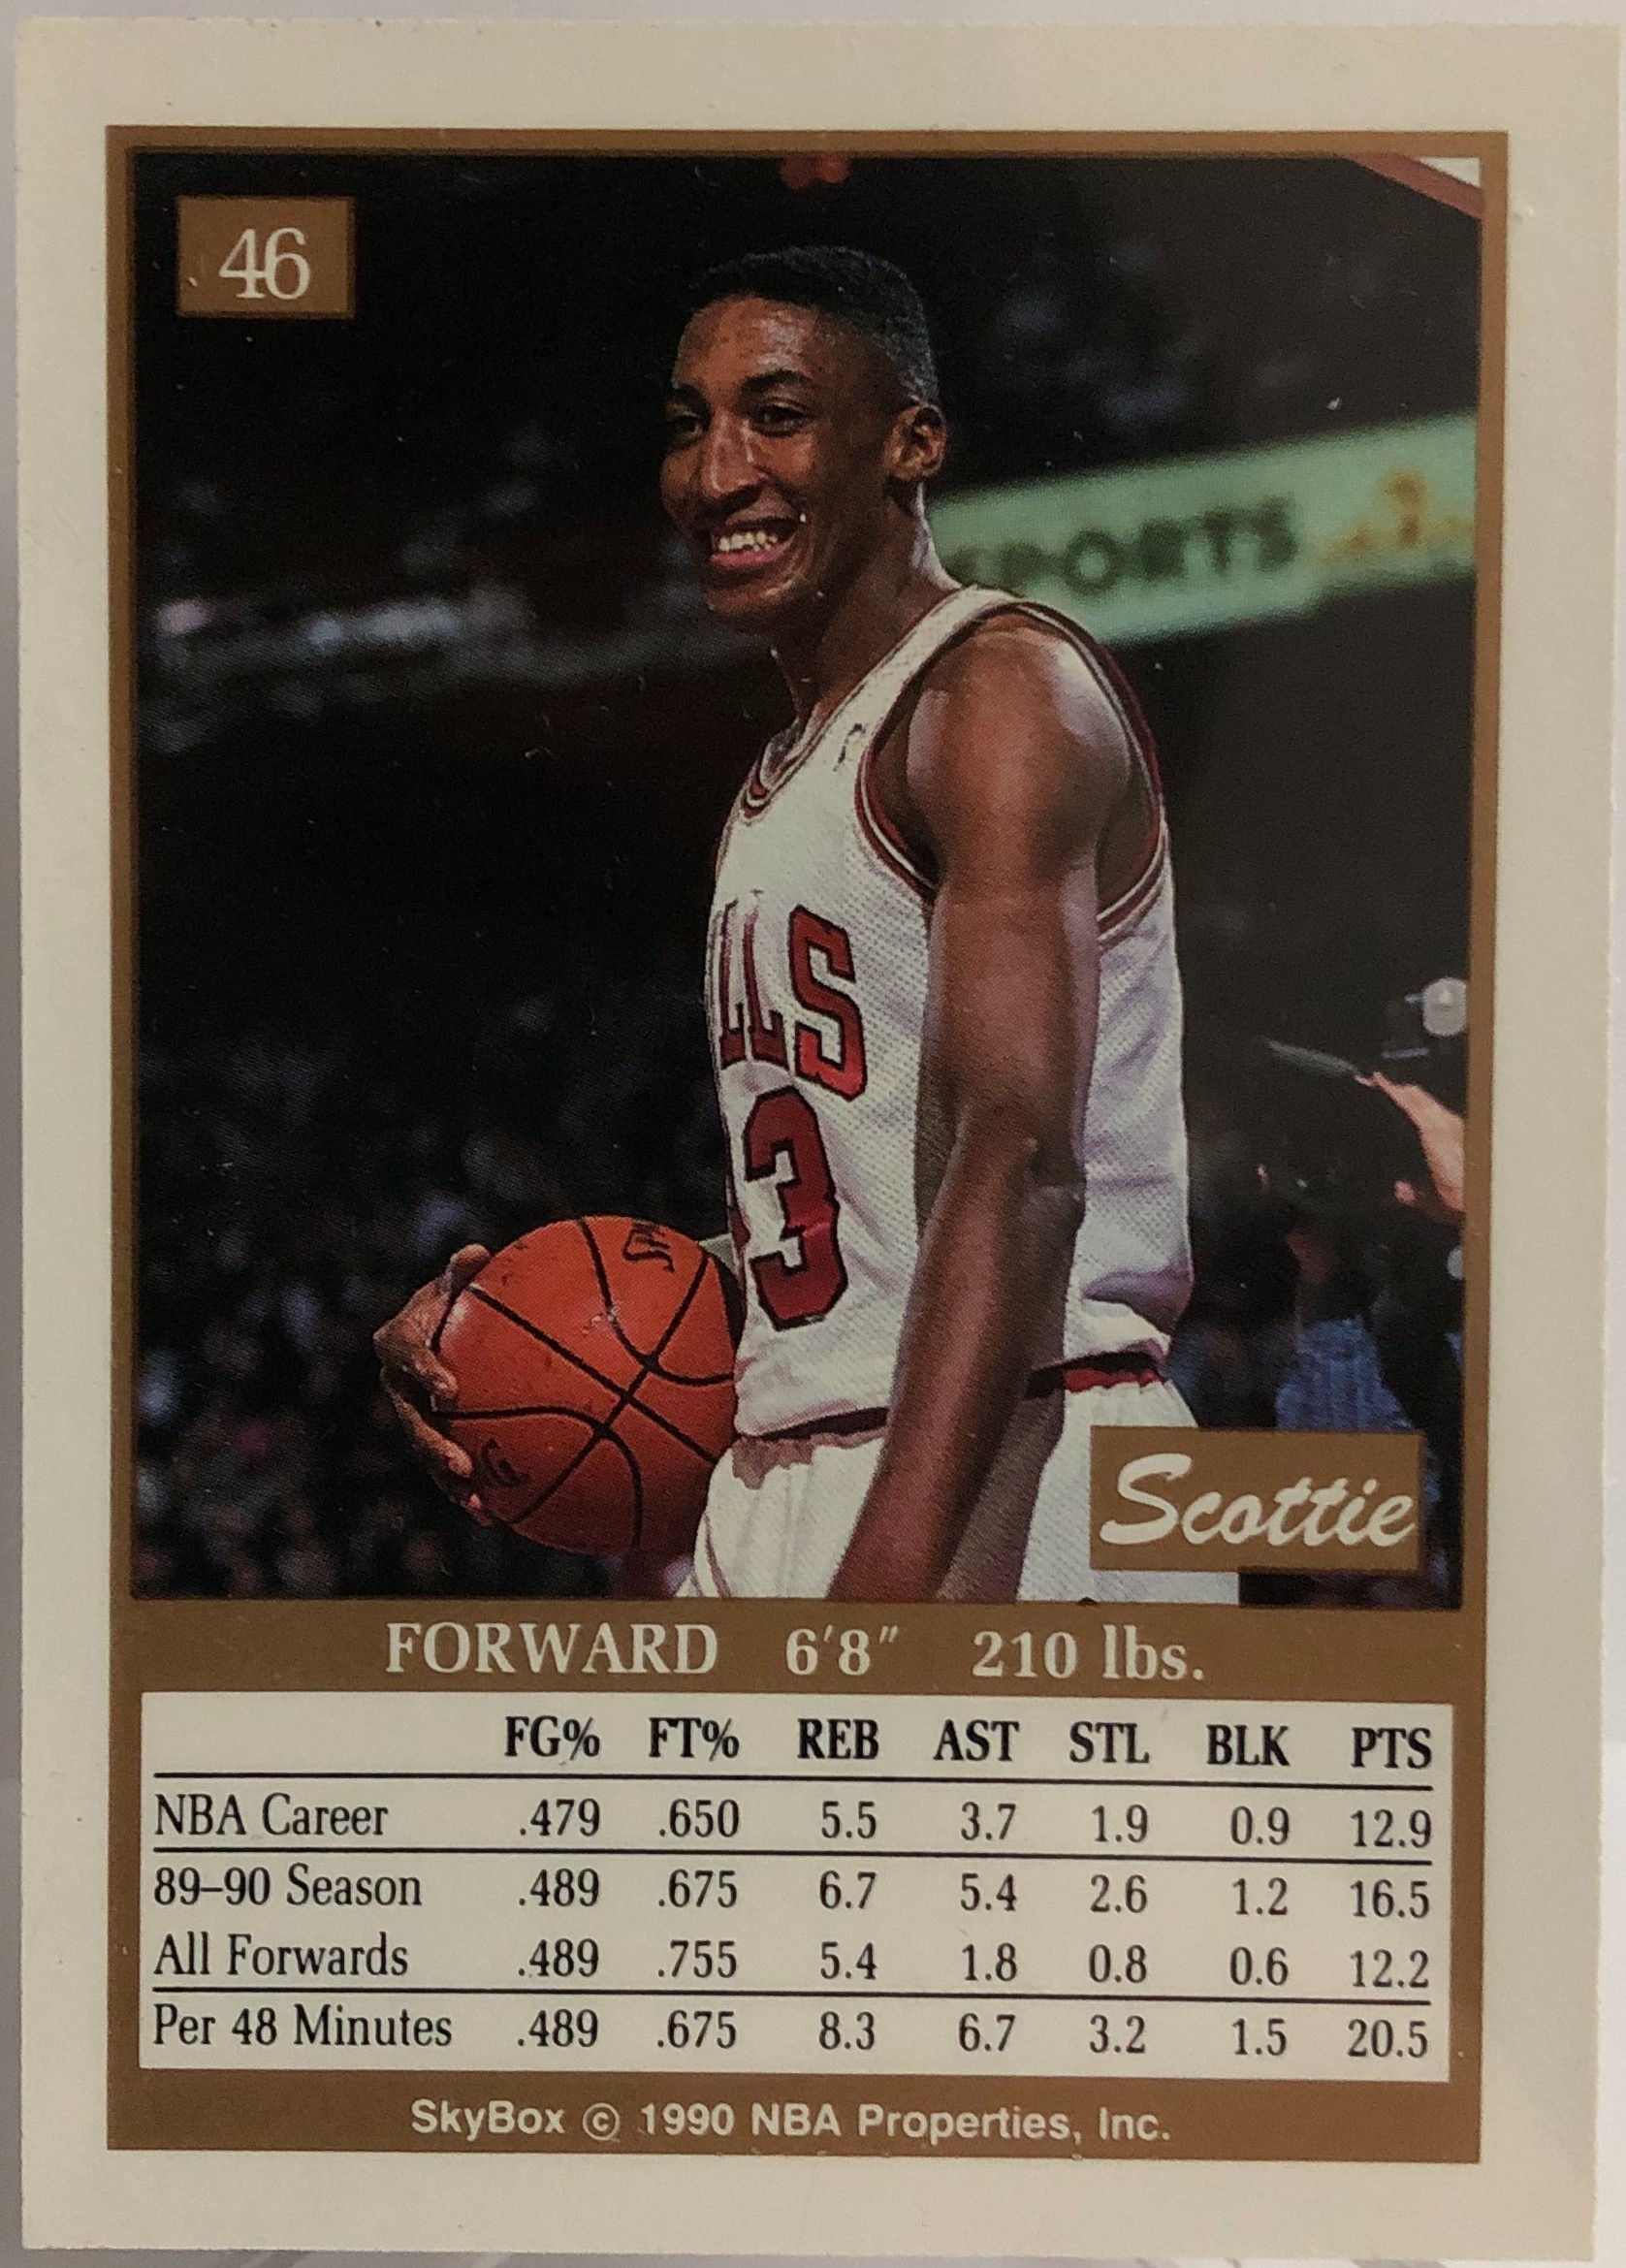 46
SPORTS
LLS
3
Scottie
FORWARD 6'8" 210 lbs.
FG% FT% REB AST STL BLK PTS
NBA Career .479 .650 5.5 3.7 1.9 0.9 12.9
89–90 Season .489 .675 6.7 5.4 2.6 1.2 16.5
All Forwards .489 .755 5.4 1.8 0.8 0.6 12.2
Per 48 Minutes .489 .675 8.3 6.7 3.2 1.5 20.5
SkyBox © 1990 NBA Properties, Inc.